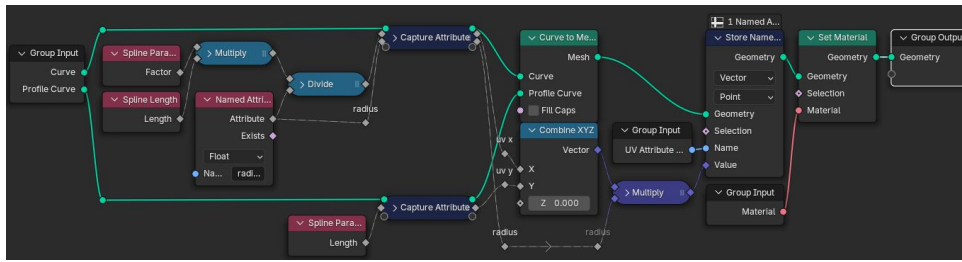 Group Input
Curve
Profile Curve
Spline Para...
Factor
Spline Length
Length
Multiply
Named Attri...
Attribute
Exists
Float
Na...
radi...
Divide
radius
Capture Attribute
Capture Attribute
Spline Para...
Length
Curve to Me...
Mesh
Curve
Profile Curve
Fill Caps
uv x
uv y
Combine XYZ
Vector
X
Y
Z 0.000
radius
radius
Group Input
UV Attribute ...
Multiply
1 Named A...
Store Name...
Geometry
Vector
Point
Geometry
Selection
Name
Value
Group Input
Material
Set Material
Geometry
Geometry
Selection
Material
Group Outpu
Geometry